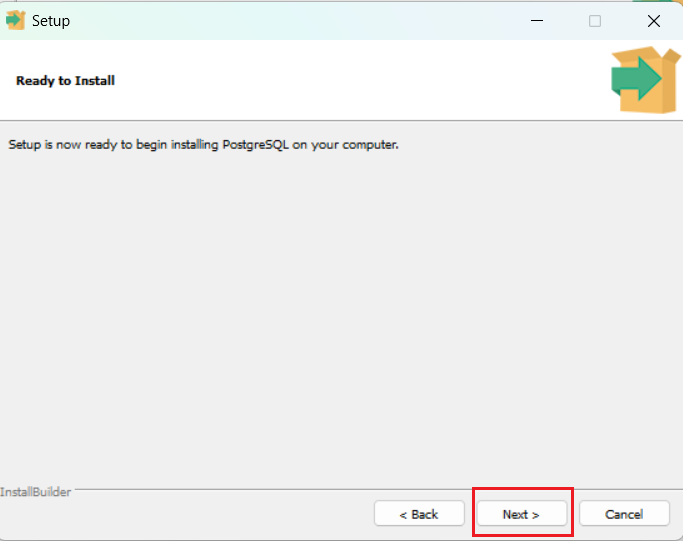 Setup
Ready to Install
Setup is now ready to begin installing PostgreSQL on your computer.
InstallBuilder
< Back
Next >
Cancel